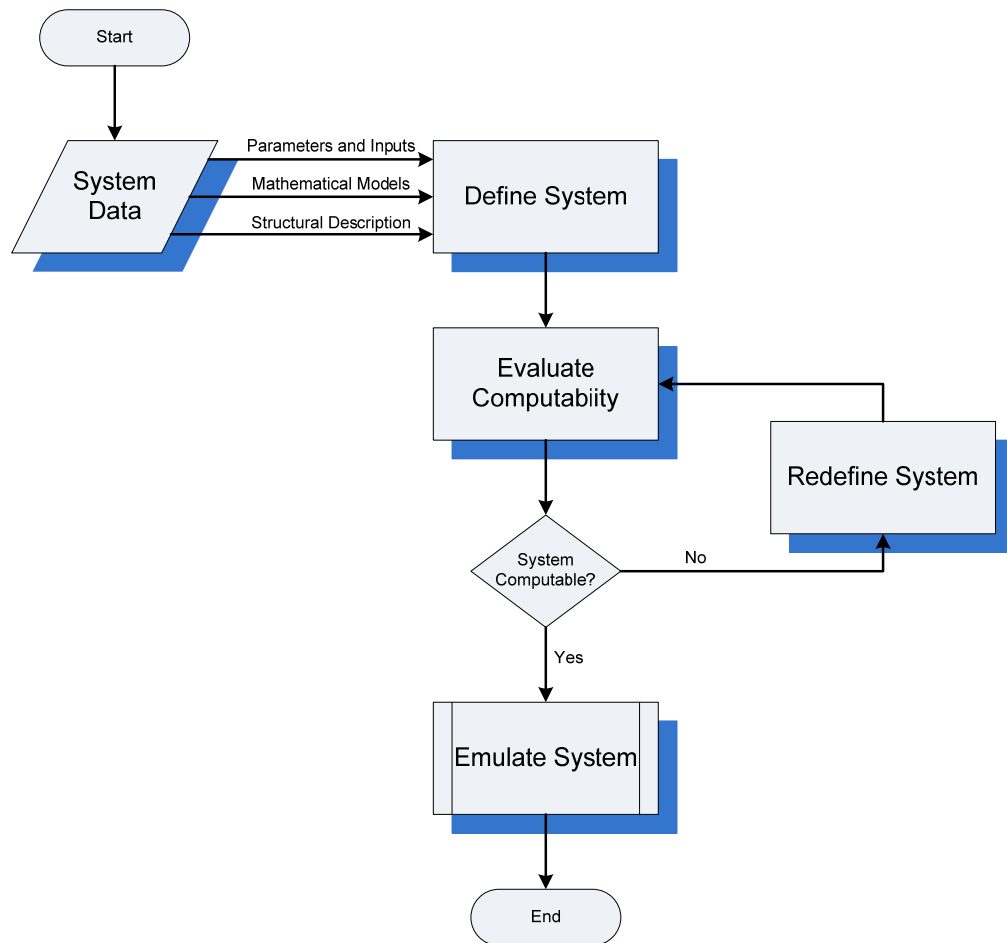 Start
System
Data
Parameters and Inputs
Mathematical Models
Structural Description
Define System
Evaluate
Computabiity
Redefine System
System
Computable?
No
Yes
Emulate System
End